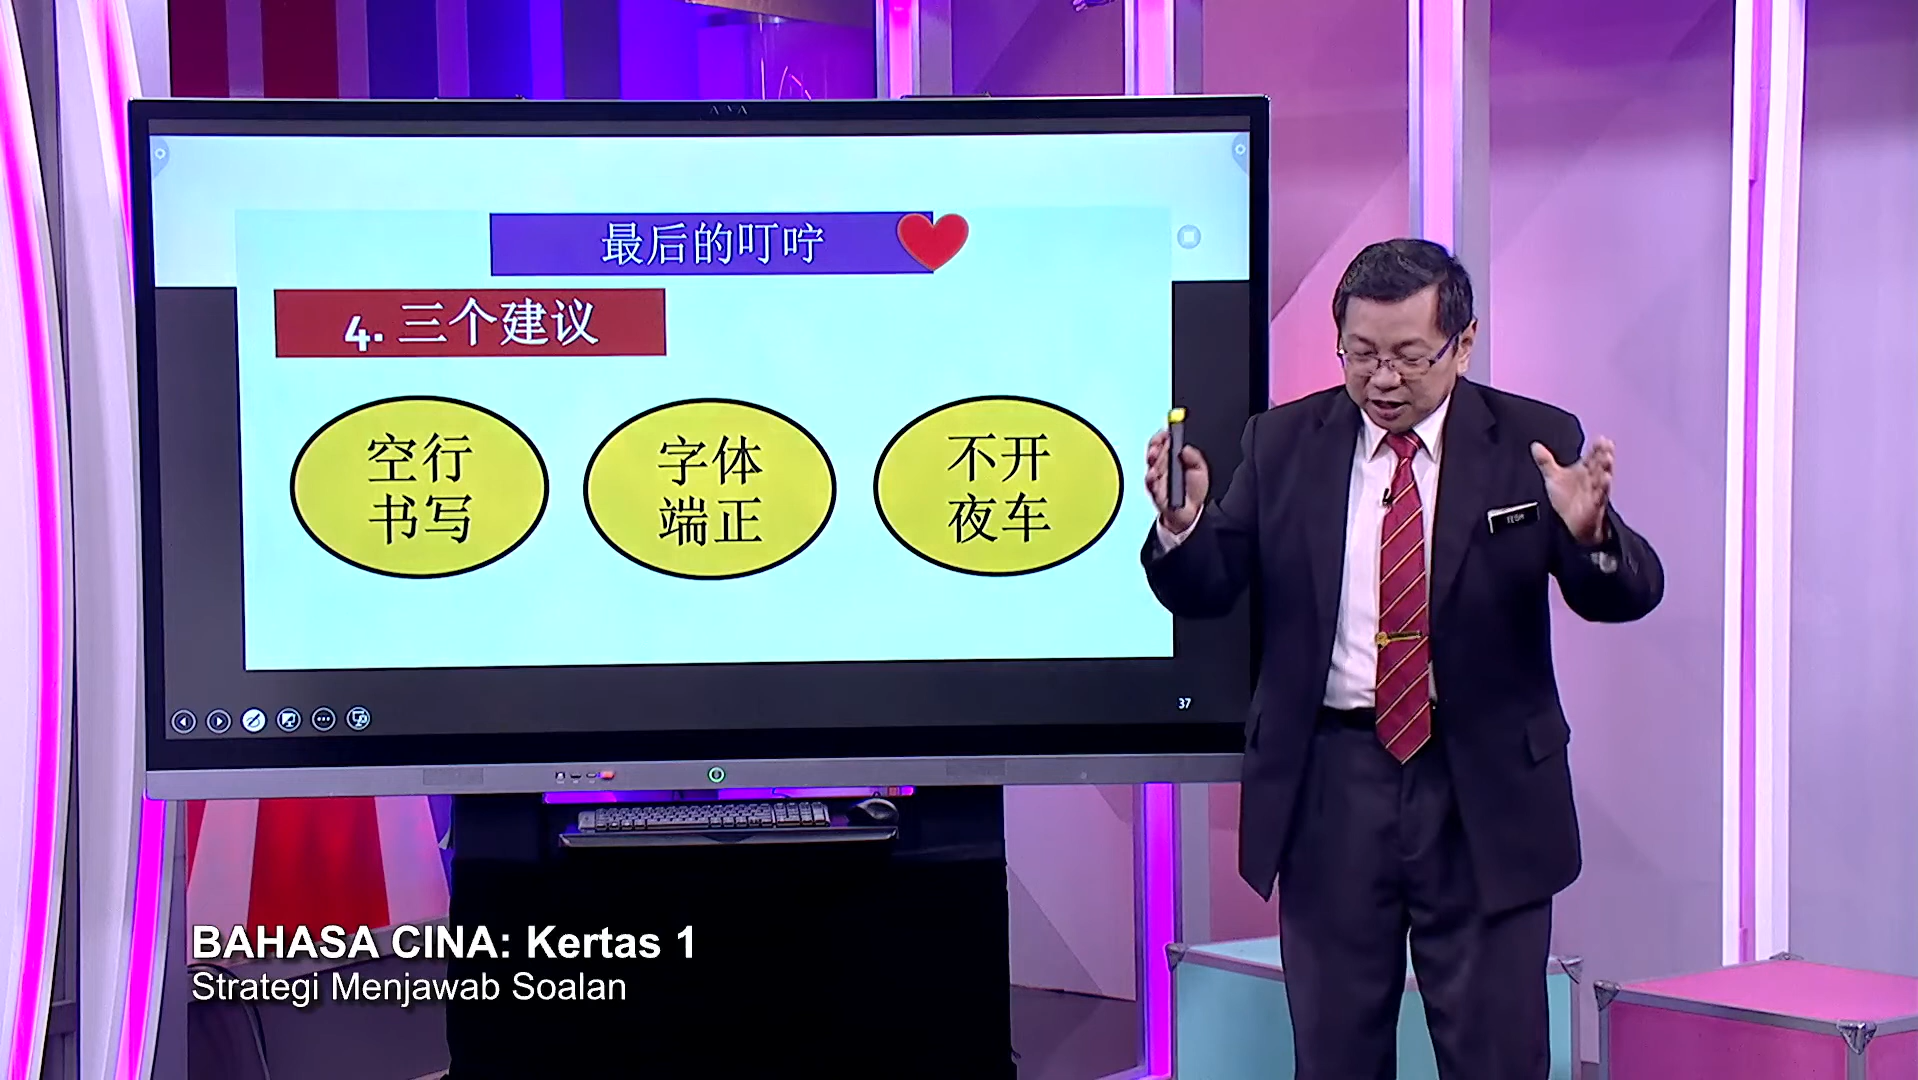 最后的叮咛
4. 三个建议
空行
书写
字体
端正
不开
夜车
37
BAHASA CINA: Kertas 1
Strategi Menjawab Soalan